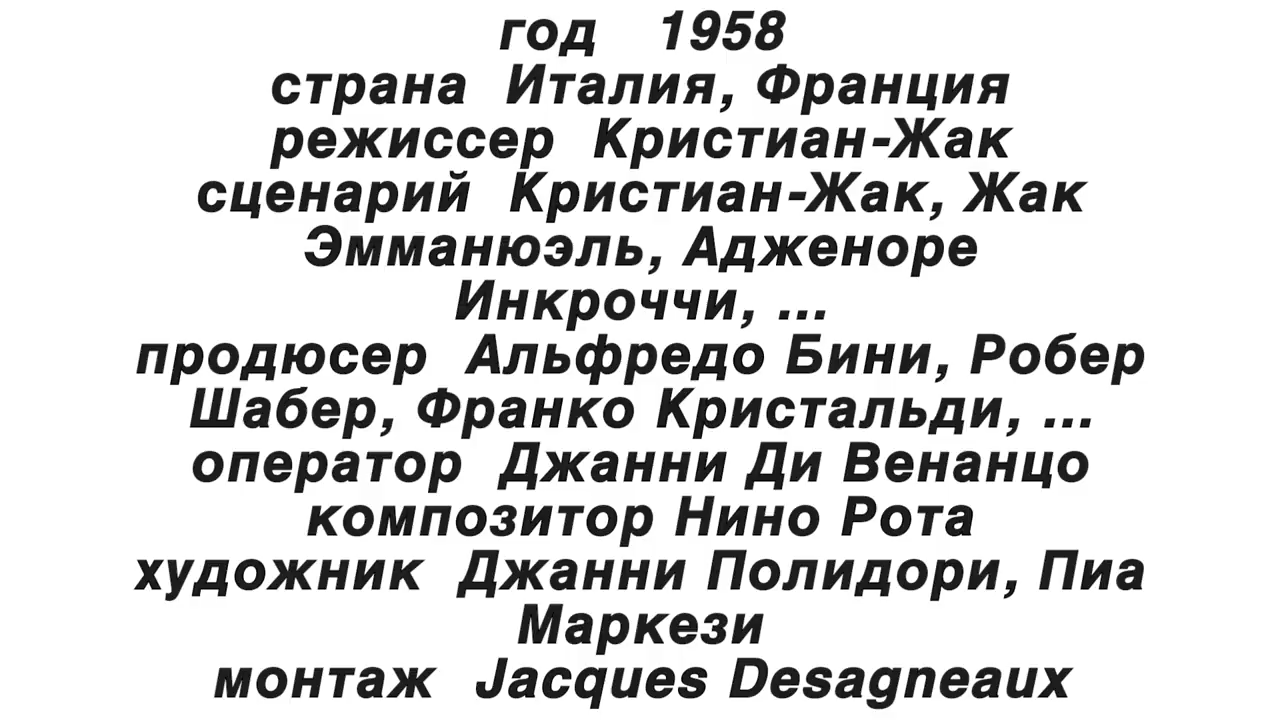 год 1958
страна Италия, Франция
режиссер Кристиан-Жак
сценарий Кристиан-Жак, Жак
Эмманюэль, Адженоре
Инкроччи, ...
продюсер Альфредо Бини, Робер
Шабер, Франко Кристальди, ...
оператор Джанни Ди Венанцо
композитор Нино Рота
художник Джанни Полидори, Пиа
Маркези
монтаж Jacques Desagneaux